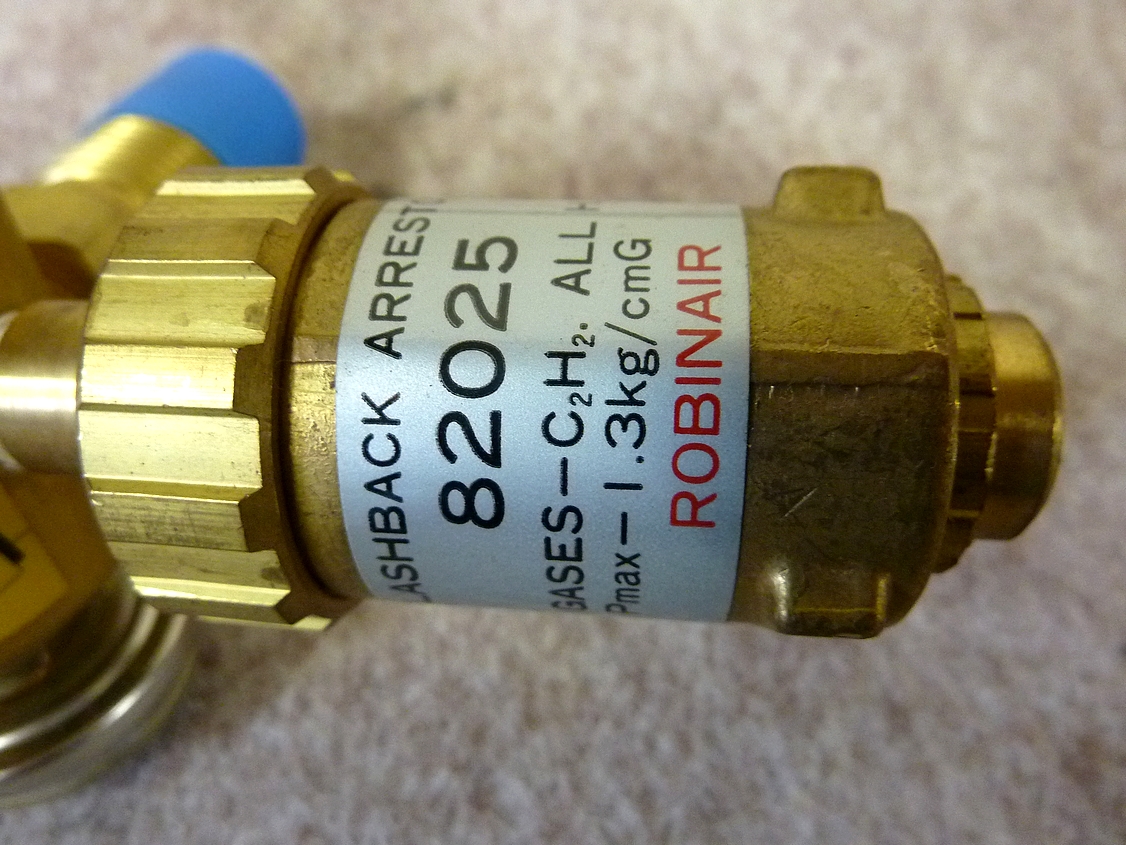 LASHBACK ARREST
82025
GASES-C₂H₂. ALL H
Pmax-1.3kg/cmG
ROBINAIR